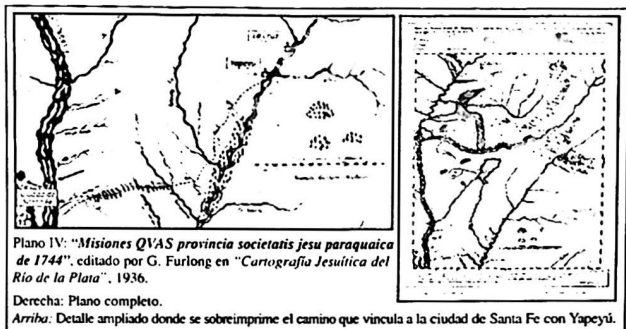 Plano IV: "Misiones QVAS provincia societatis jesu paraquaica
de 1744", editado por G. Furlong en "Cartografía Jesuítica del
Río de la Plata", 1936.
Derecha: Plano completo.
Arriba: Detalle ampliado donde se sobreimprime el camino que vincula a la ciudad de Santa Fe con Yapeyú.